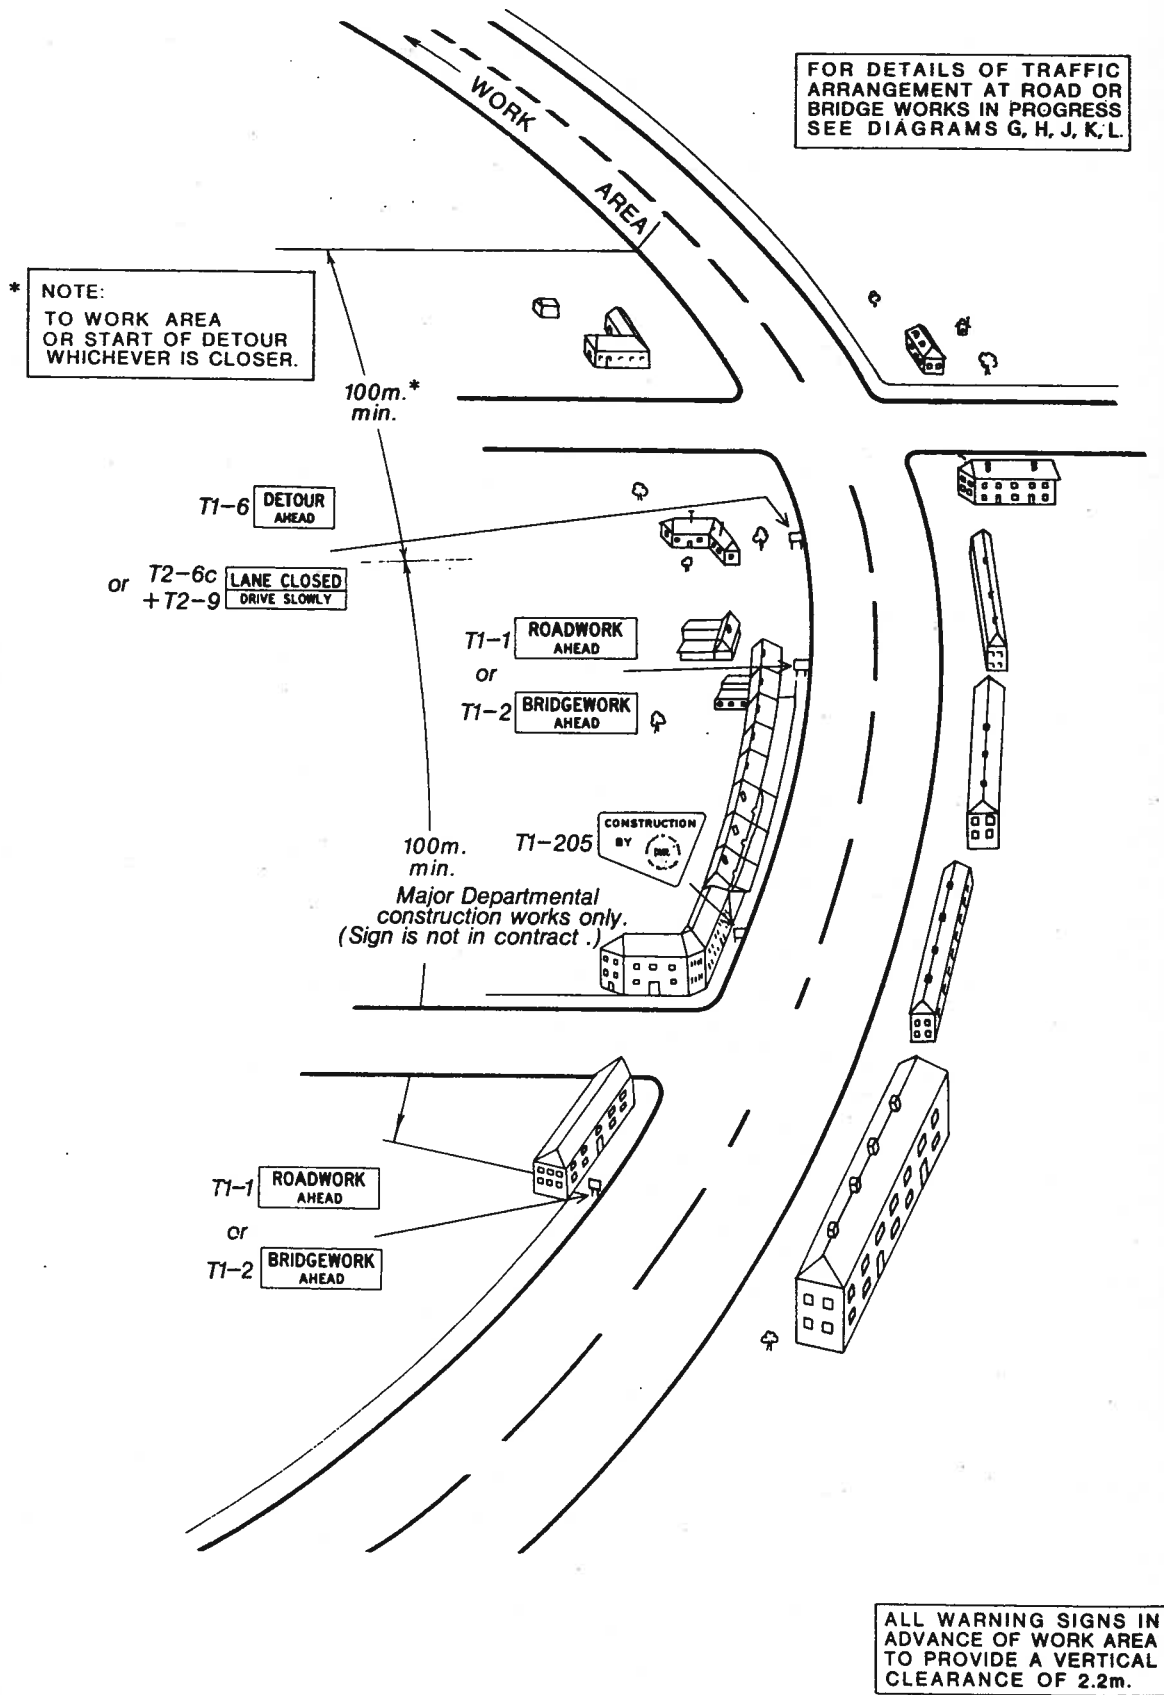 FOR DETAILS OF TRAFFIC
ARRANGEMENT AT ROAD OR
BRIDGE WORKS IN PROGRESS
SEE DIAGRAMS G, H, J, K, L.
WORK
AREA
* NOTE:
TO WORK AREA
OR START OF DETOUR
WHICHEVER IS CLOSER.
100m.*
min.
T1-6 DETOUR
AHEAD
or T2-6c LANE CLOSED
+T2-9 DRIVE SLOWLY
T1-1 ROADWORK
AHEAD
or
T1-2 BRIDGEWORK
AHEAD
T1-205 CONSTRUCTION
BY
100m.
min.
Major Departmental
construction works only.
(Sign is not in contract.)
T1-1 ROADWORK
AHEAD
or
T1-2 BRIDGEWORK
AHEAD
ALL WARNING SIGNS IN
ADVANCE OF WORK AREA
TO PROVIDE A VERTICAL
CLEARANCE OF 2.2m.